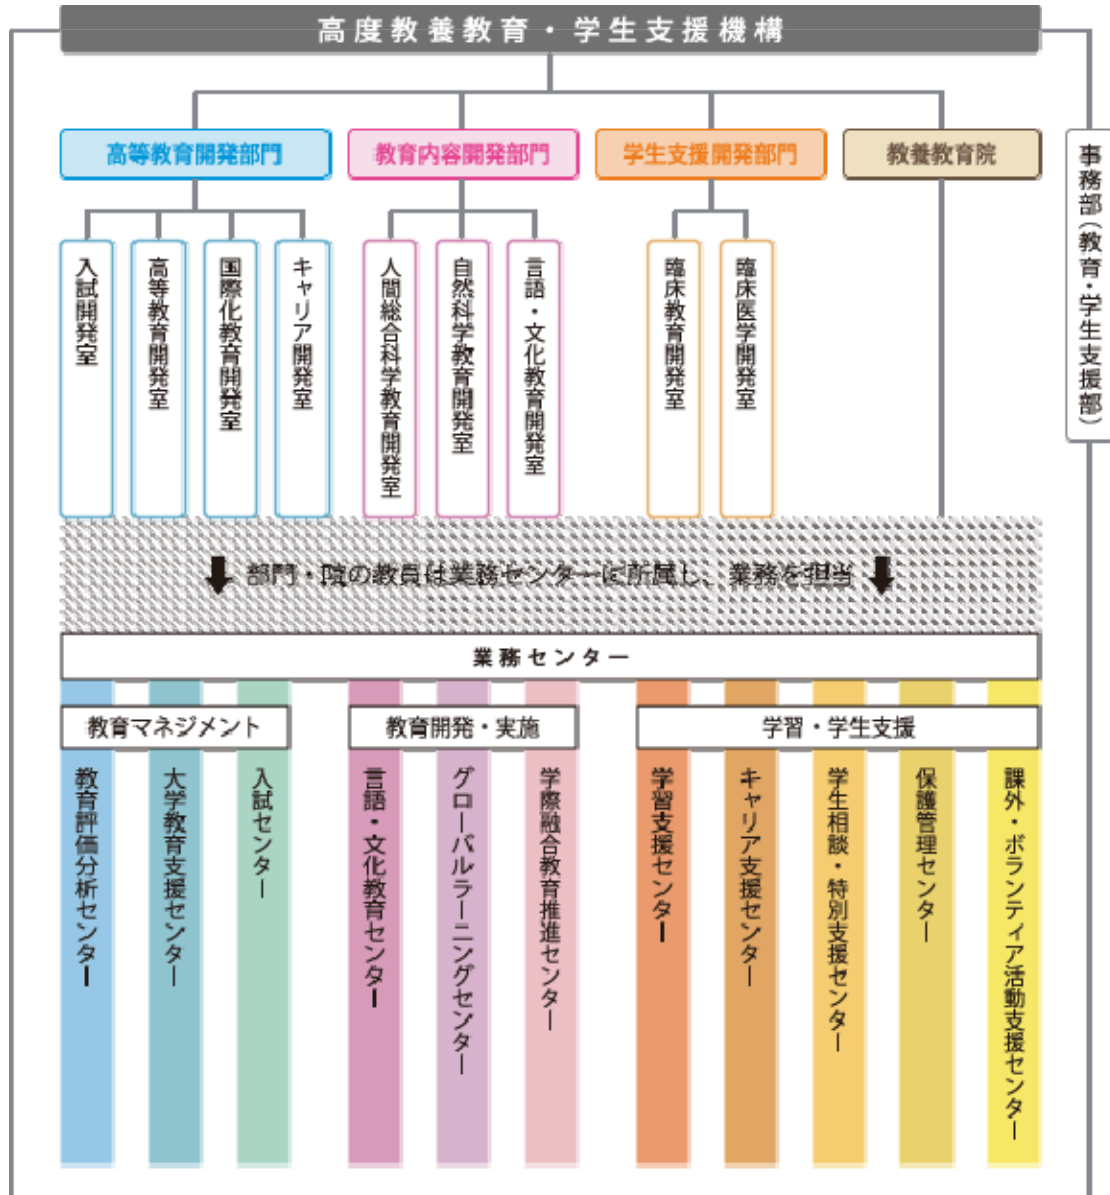 高度教養教育・学生支援機構
高等教育開発部門
教育内容開発部門
学生支援開発部門
教養教育院
事務部(教育・学生支援部)
入試開発室
高等教育開発室
国際化教育開発室
キャリア開発室
人間総合科学教育開発室
自然科学教育開発室
言語・文化教育開発室
臨床教育開発室
臨床医学開発室
部門・院の教員は業務センターに所属し、業務を担当
業務センター
教育マネジメント
教育開発・実施
学習・学生支援
教育評価分析センター
大学教育支援センター
入試センター
言語・文化教育センター
グローバルラーニングセンター
学際融合教育推進センター
学習支援センター
キャリア支援センター
学生相談・特別支援センター
保護管理センター
課外・ボランティア活動支援センター